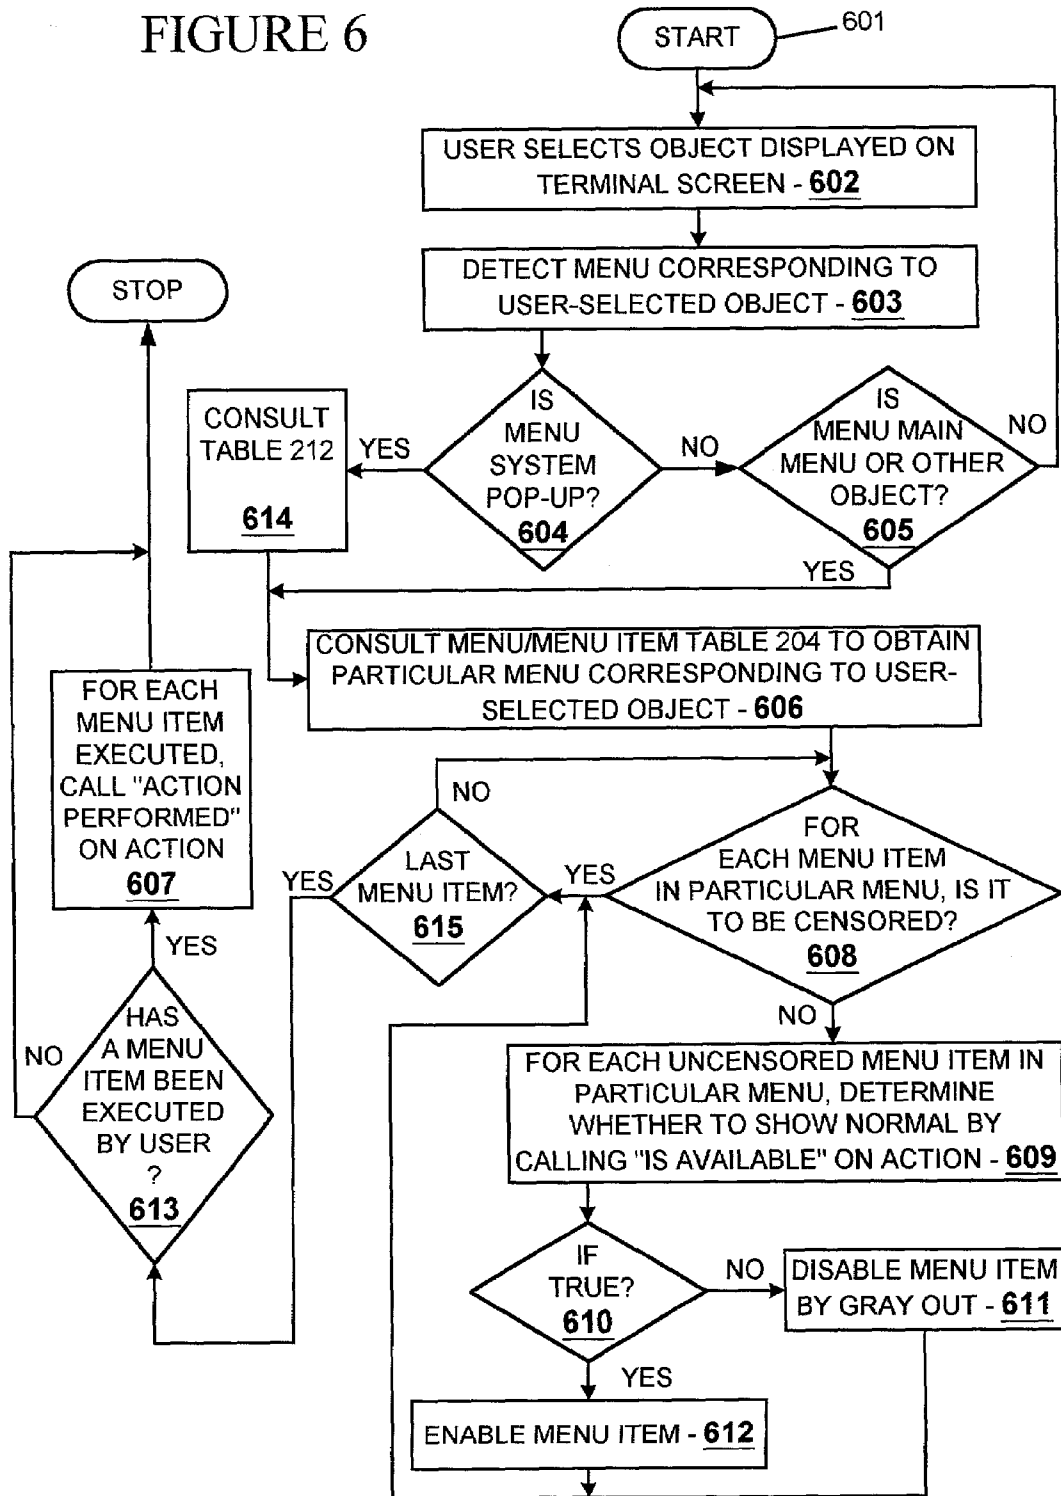 FIGURE 6
START
601
USER SELECTS OBJECT DISPLAYED ON
TERMINAL SCREEN - 602
DETECT MENU CORRESPONDING TO
USER-SELECTED OBJECT - 603
STOP
IS
MENU
SYSTEM
POP-UP?
604
YES
NO
CONSULT
TABLE 212
614
IS
MENU MAIN
MENU OR OTHER
OBJECT?
605
NO
YES
CONSULT MENU/MENU ITEM TABLE 204 TO OBTAIN
PARTICULAR MENU CORRESPONDING TO USER-
SELECTED OBJECT - 606
FOR EACH
MENU ITEM
EXECUTED,
CALL "ACTION
PERFORMED"
ON ACTION
607
YES
NO
LAST
MENU ITEM?
615
YES
YES
FOR
EACH MENU ITEM
IN PARTICULAR MENU, IS IT
TO BE CENSORED?
608
NO
HAS
A MENU
ITEM BEEN
EXECUTED
BY USER
?
613
NO
FOR EACH UNCENSORED MENU ITEM IN
PARTICULAR MENU, DETERMINE
WHETHER TO SHOW NORMAL BY
CALLING "IS AVAILABLE" ON ACTION - 609
IF
TRUE?
610
NO
DISABLE MENU ITEM
BY GRAY OUT - 611
YES
ENABLE MENU ITEM - 612